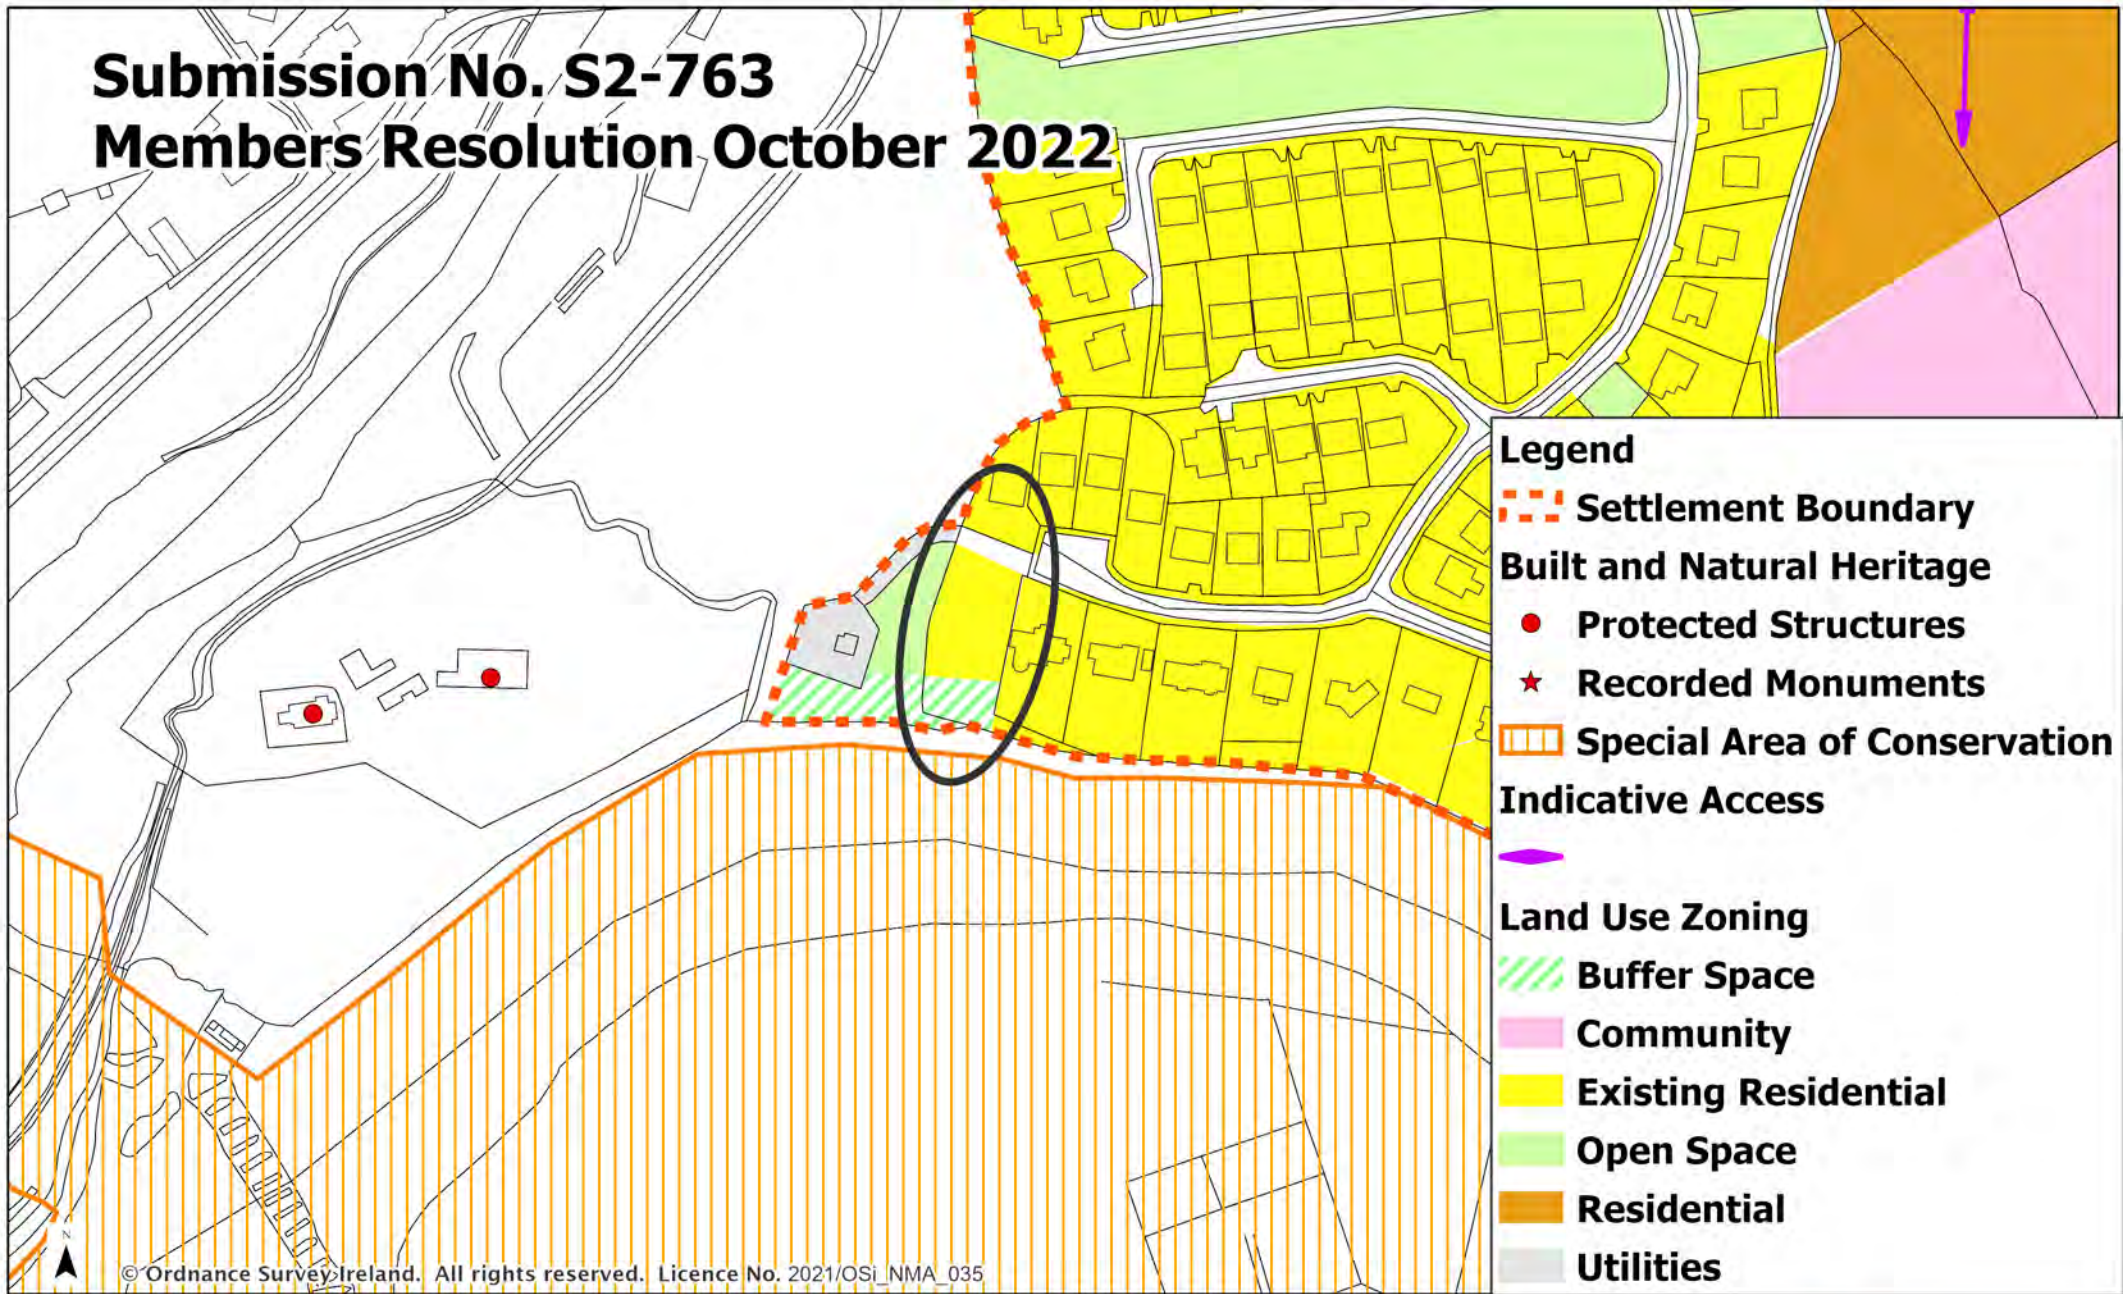 Submission No. S2-763
Members Resolution October 2022
Legend
Settlement Boundary
Built and Natural Heritage
Protected Structures
Recorded Monuments
Special Area of Conservation
Indicative Access
Land Use Zoning
Buffer Space
Community
Existing Residential
Open Space
Residential
Utilities
N
© Ordnance Survey Ireland. All rights reserved. Licence No. 2021/OSi_NMA_035